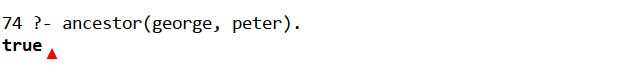 74 ?- ancestor(george, peter).
true